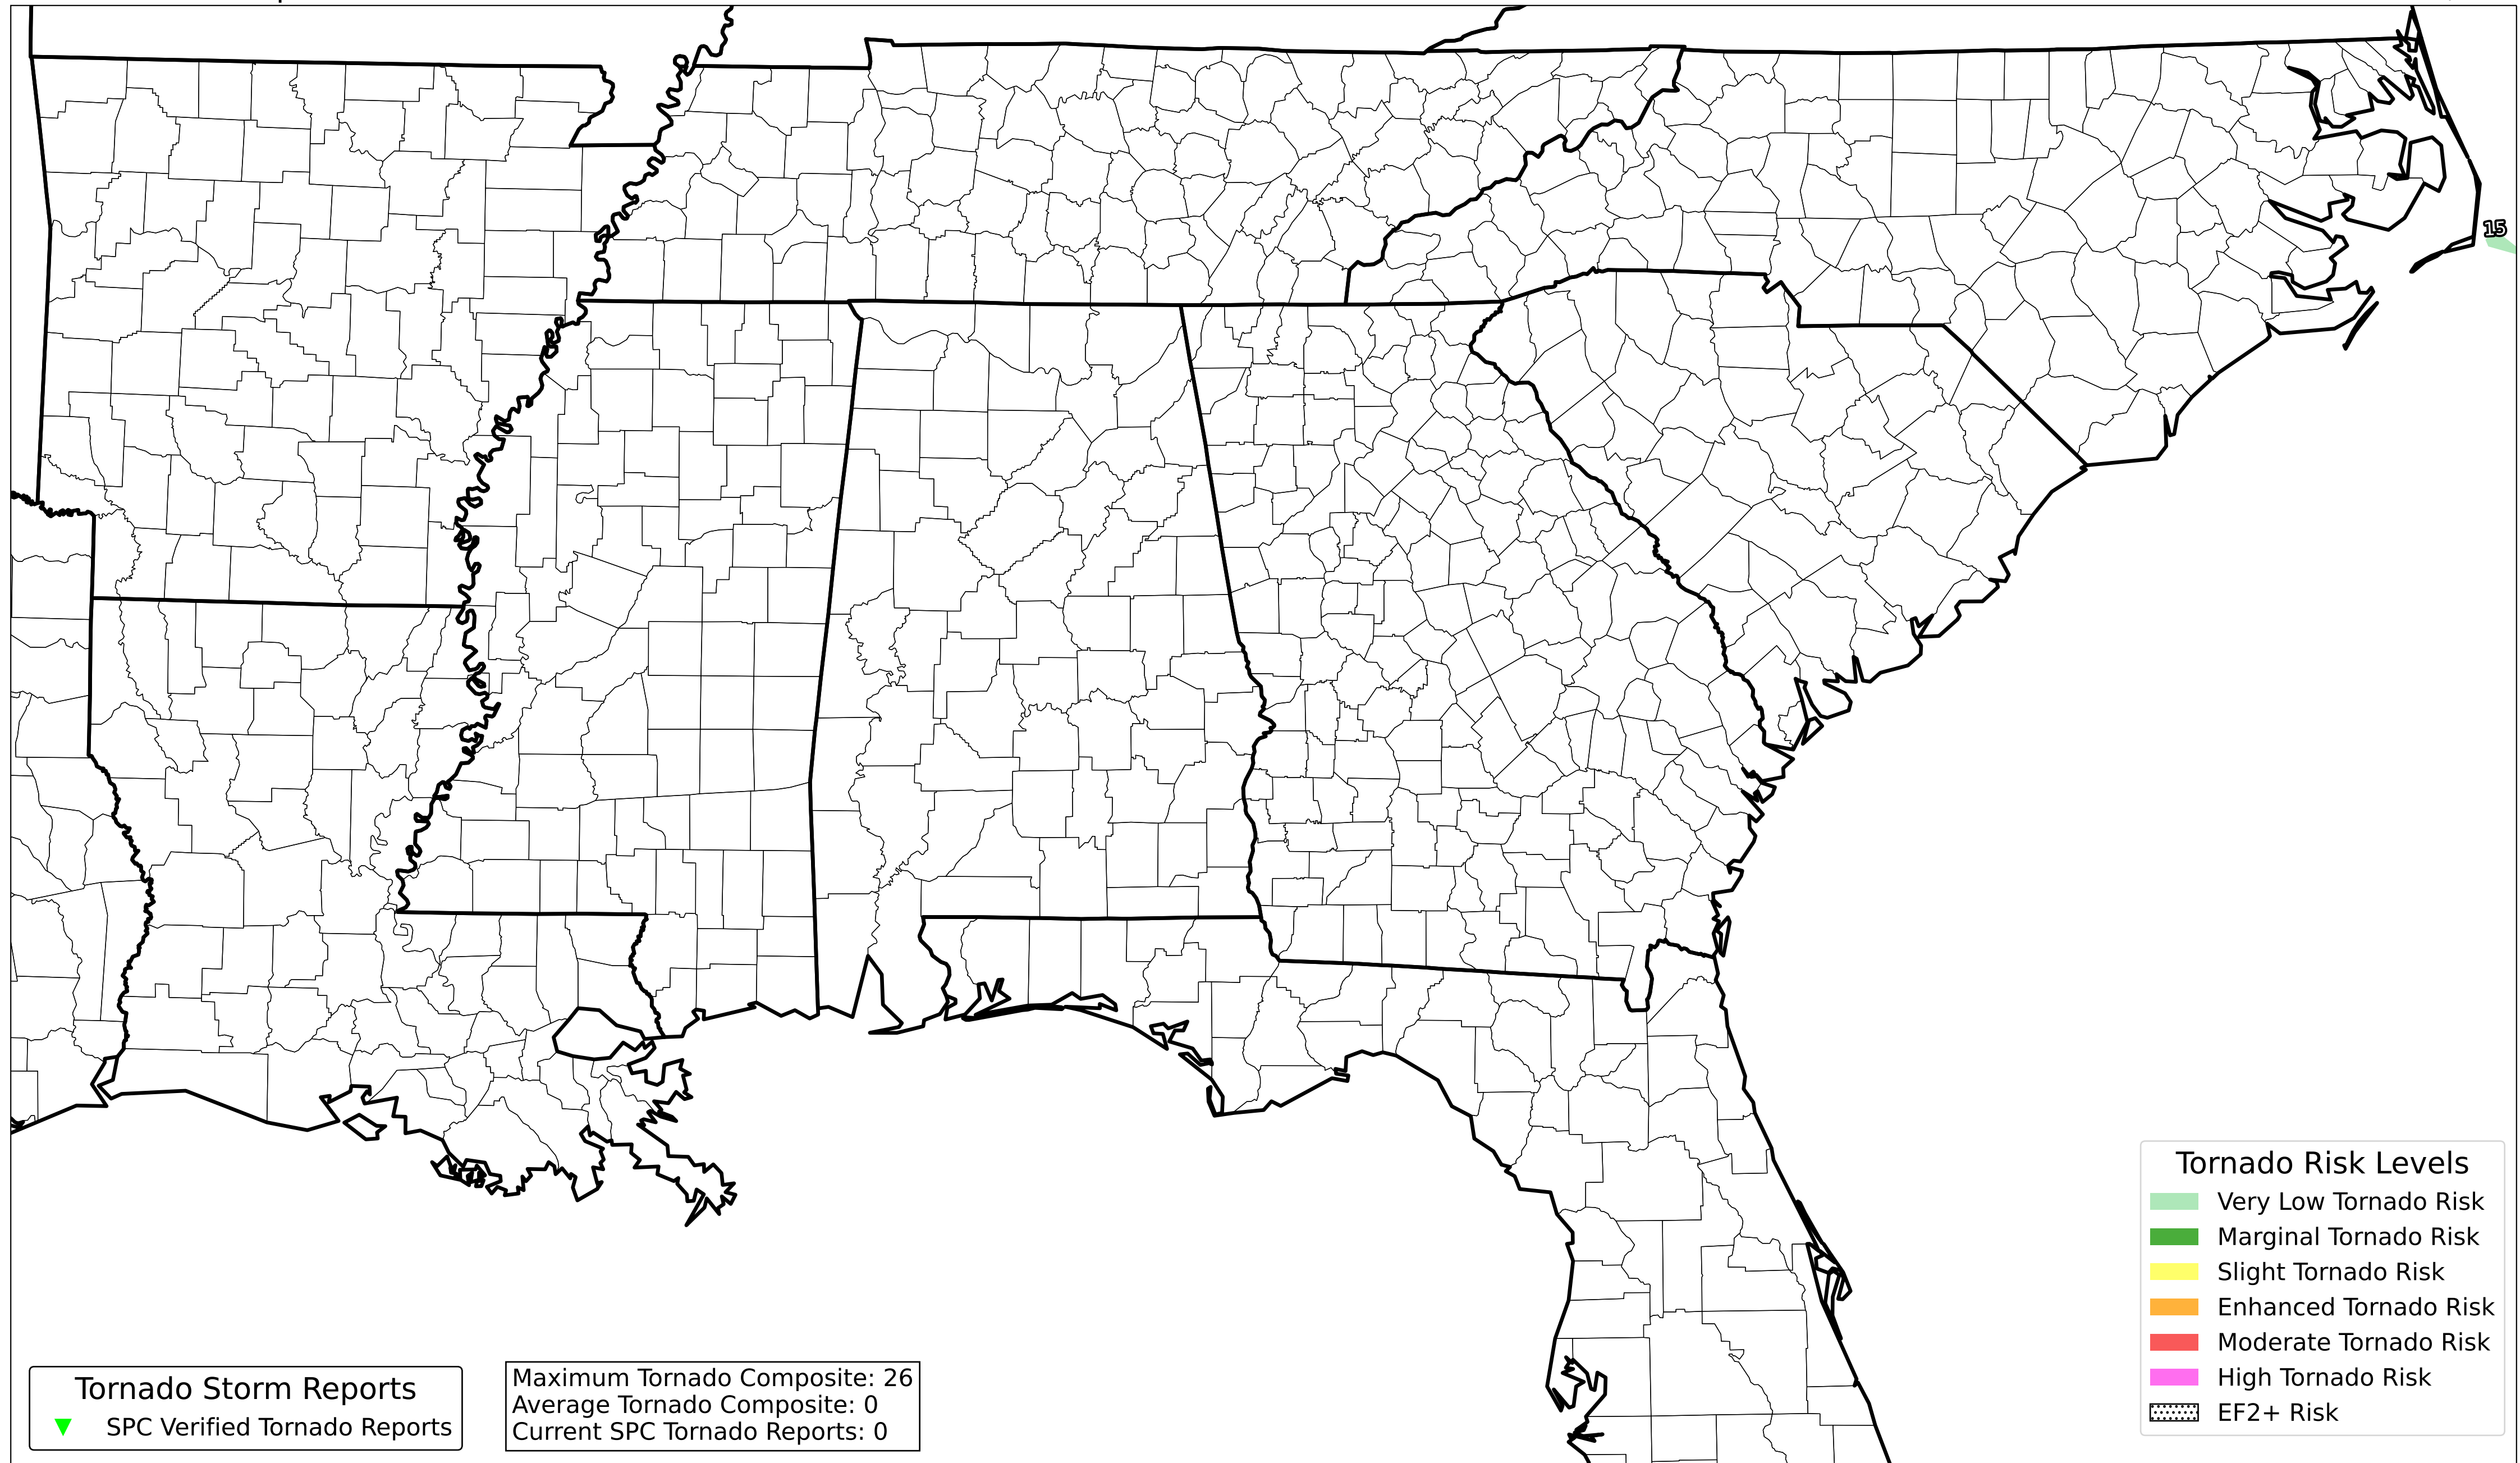 15
Tornado Risk Levels
Very Low Tornado Risk
Marginal Tornado Risk
Slight Tornado Risk
Enhanced Tornado Risk
Moderate Tornado Risk
High Tornado Risk
EF2+ Risk
Tornado Storm Reports
SPC Verified Tornado Reports
Maximum Tornado Composite: 26
Average Tornado Composite: 0
Current SPC Tornado Reports: 0